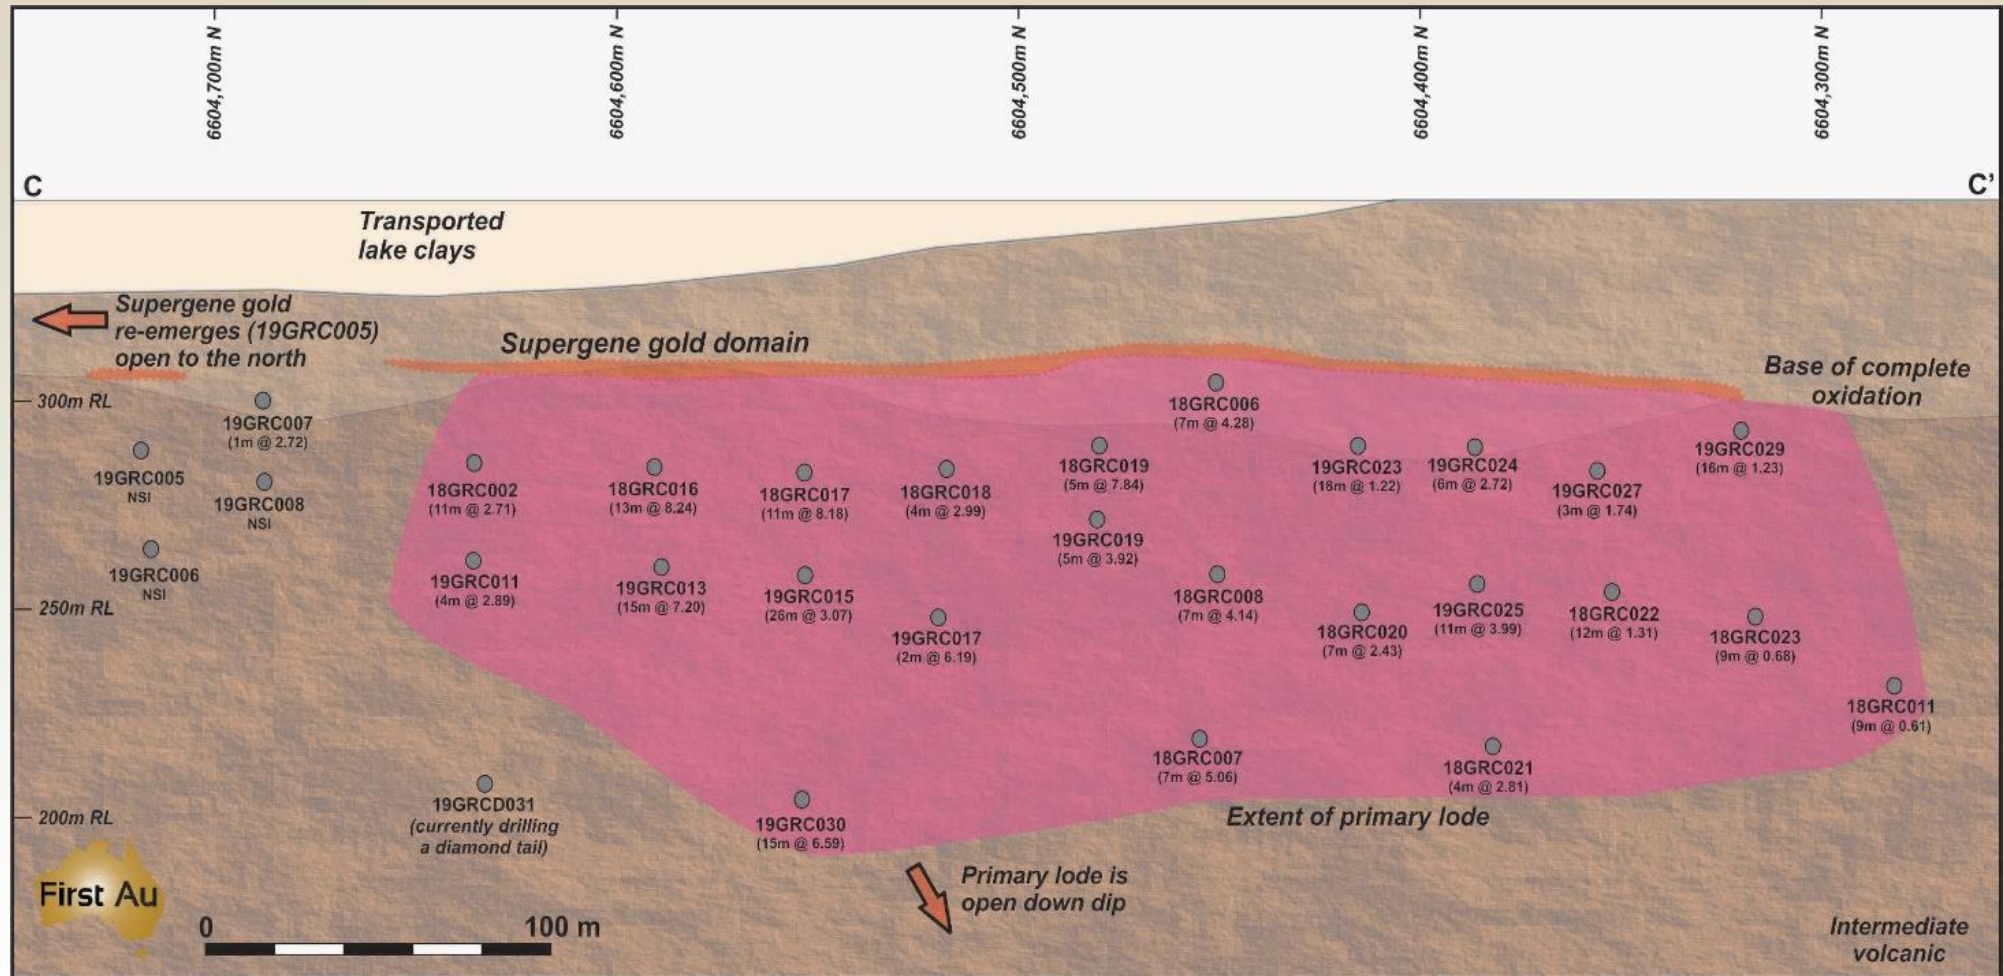 6604,700m N
6604,600m N
6604,500m N
6604,400m N
6604,300m N
C
C'
Transported
lake clays
Supergene gold
re-emerges (19GRC005)
open to the north
Supergene gold domain
Base of complete
oxidation
300m RL
250m RL
200m RL
19GRC007
(1m @ 2.72)
19GRC005
NSI
19GRC008
NSI
19GRC006
NSI
18GRC002
(11m @ 2.71)
18GRC016
(13m @ 8.24)
18GRC017
(11m @ 8.18)
18GRC018
(4m @ 2.99)
18GRC019
(5m @ 7.84)
18GRC006
(7m @ 4.28)
19GRC023
(18m @ 1.22)
19GRC024
(6m @ 2.72)
19GRC027
(3m @ 1.74)
19GRC029
(16m @ 1.23)
19GRC019
(5m @ 3.92)
19GRC011
(4m @ 2.89)
19GRC013
(15m @ 7.20)
19GRC015
(26m @ 3.07)
19GRC017
(2m @ 6.19)
18GRC008
(7m @ 4.14)
18GRC020
(7m @ 2.43)
19GRC025
(11m @ 3.99)
18GRC022
(12m @ 1.31)
18GRC023
(9m @ 0.68)
18GRC011
(9m @ 0.61)
18GRC007
(7m @ 5.06)
18GRC021
(4m @ 2.81)
19GRCD031
(currently drilling
a diamond tail)
19GRC030
(15m @ 6.59)
Extent of primary lode
Primary lode is
open down dip
First Au
0
100 m
Intermediate
volcanic